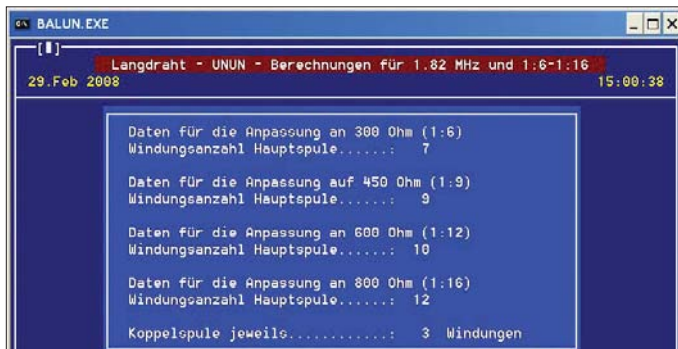 BALUN.EXE
Langdraht - UNUN - Berechnungen für 1.82 MHz und 1:6-1:16
29.Feb 2008 15:00:38
Daten für die Anpassung an 300 Ohm (1:6)
Windungsanzahl Hauptspule......: 7
Daten für die Anpassung auf 450 Ohm (1:9)
Windungsanzahl Hauptspule......: 9
Daten für die Anpassung an 600 Ohm (1:12)
Windungsanzahl Hauptspule......: 10
Daten für die Anpassung an 800 Ohm (1:16)
Windungsanzahl Hauptspule......: 12
Koppelspule jeweils............: 3 Windungen